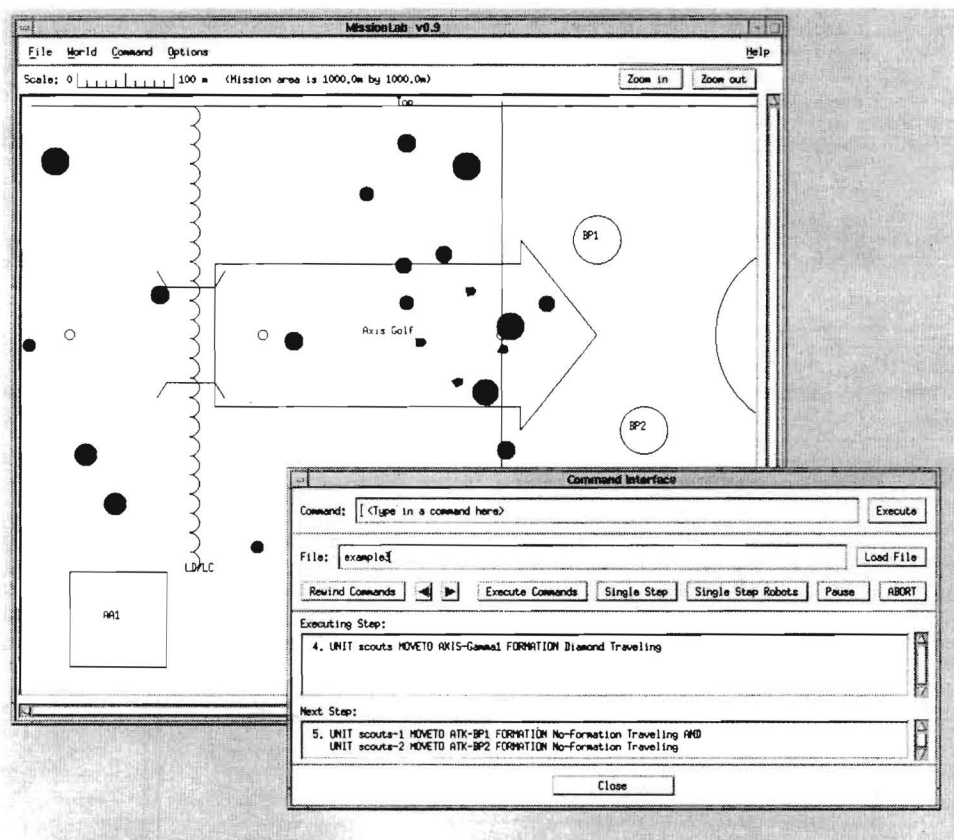 MissionLab v0.9
File World Command Options Help
Scale: 0 100 m (Mission area is 1000.0m by 1000.0m) Zoom in Zoom out
Top
BP1
Axis Golf
BP2
LD/LC
AA1
Command Interface
Command: <Type in a command here> Execute
File: example3 Load File
Rewind Commands Execute Commands Single Step Single Step Robots Pause ABORT
Executing Step:
4. UNIT scouts MOVETO AXIS-Gamma1 FORMATION Diamond Traveling
Next Step:
5. UNIT scouts-1 MOVETO ATK-BP1 FORMATION No-formation Traveling AND
UNIT scouts-2 MOVETO ATK-BP2 FORMATION No-formation Traveling
Close